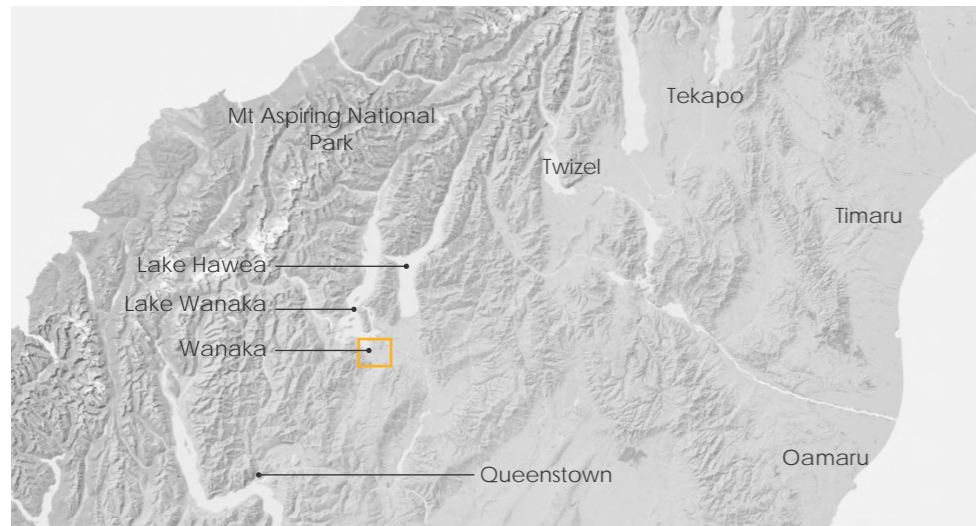 Tekapo
Mt Aspiring National
Park
Twizel
Timaru
Lake Hawea
Lake Wanaka
Wanaka
Oamaru
Queenstown